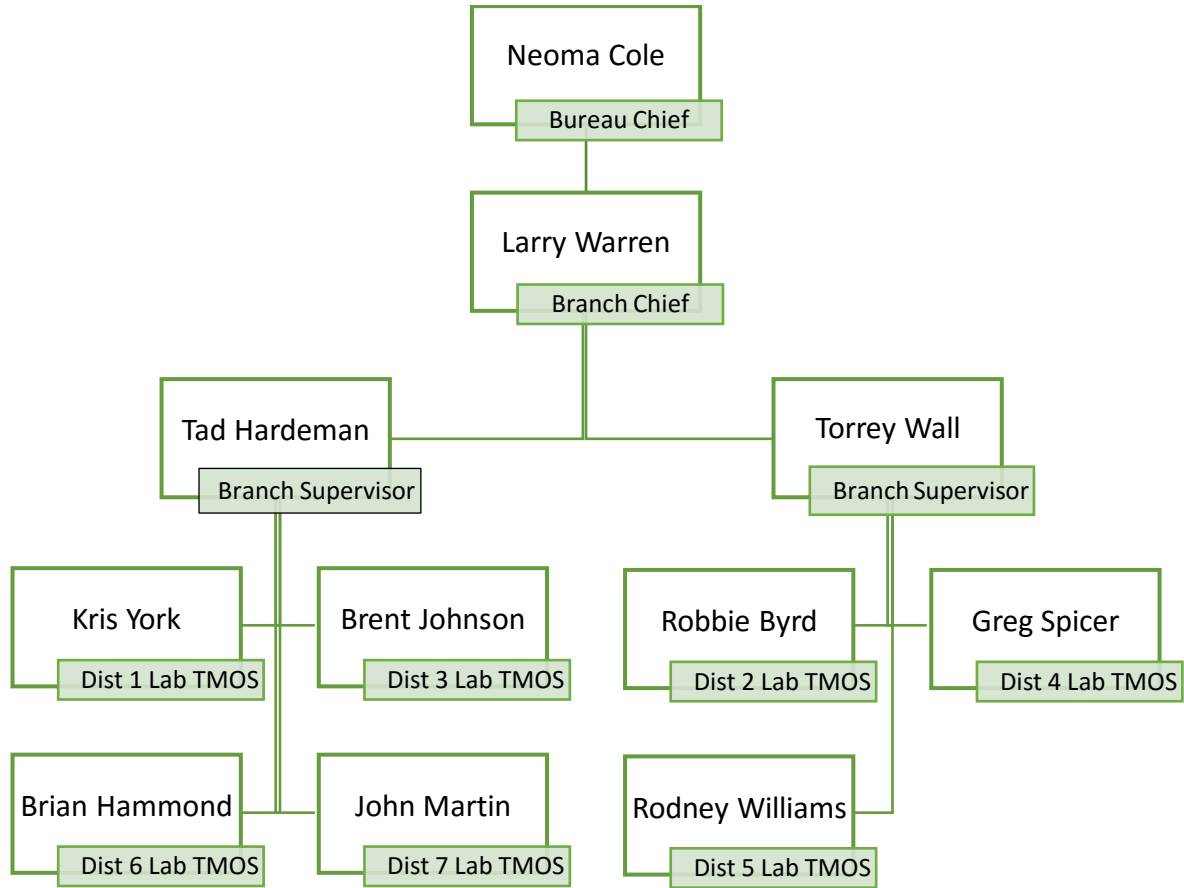 Neoma Cole
Bureau Chief
Larry Warren
Branch Chief
Tad Hardeman
Branch Supervisor
Torrey Wall
Branch Supervisor
Kris York
Dist 1 Lab TMOS
Brent Johnson
Dist 3 Lab TMOS
Robbie Byrd
Dist 2 Lab TMOS
Greg Spicer
Dist 4 Lab TMOS
Brian Hammond
Dist 6 Lab TMOS
John Martin
Dist 7 Lab TMOS
Rodney Williams
Dist 5 Lab TMOS